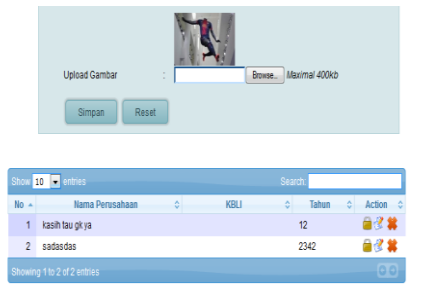 Upload Gambar : Browse... Maximal 400kb
Simpan Reset
Show 10 entries Search:
No Nama Perusahaan KBLI Tahun Action
1 kasih tau gk ya 12
2 sadasdas 2342
Showing 1 to 2 of 2 entries